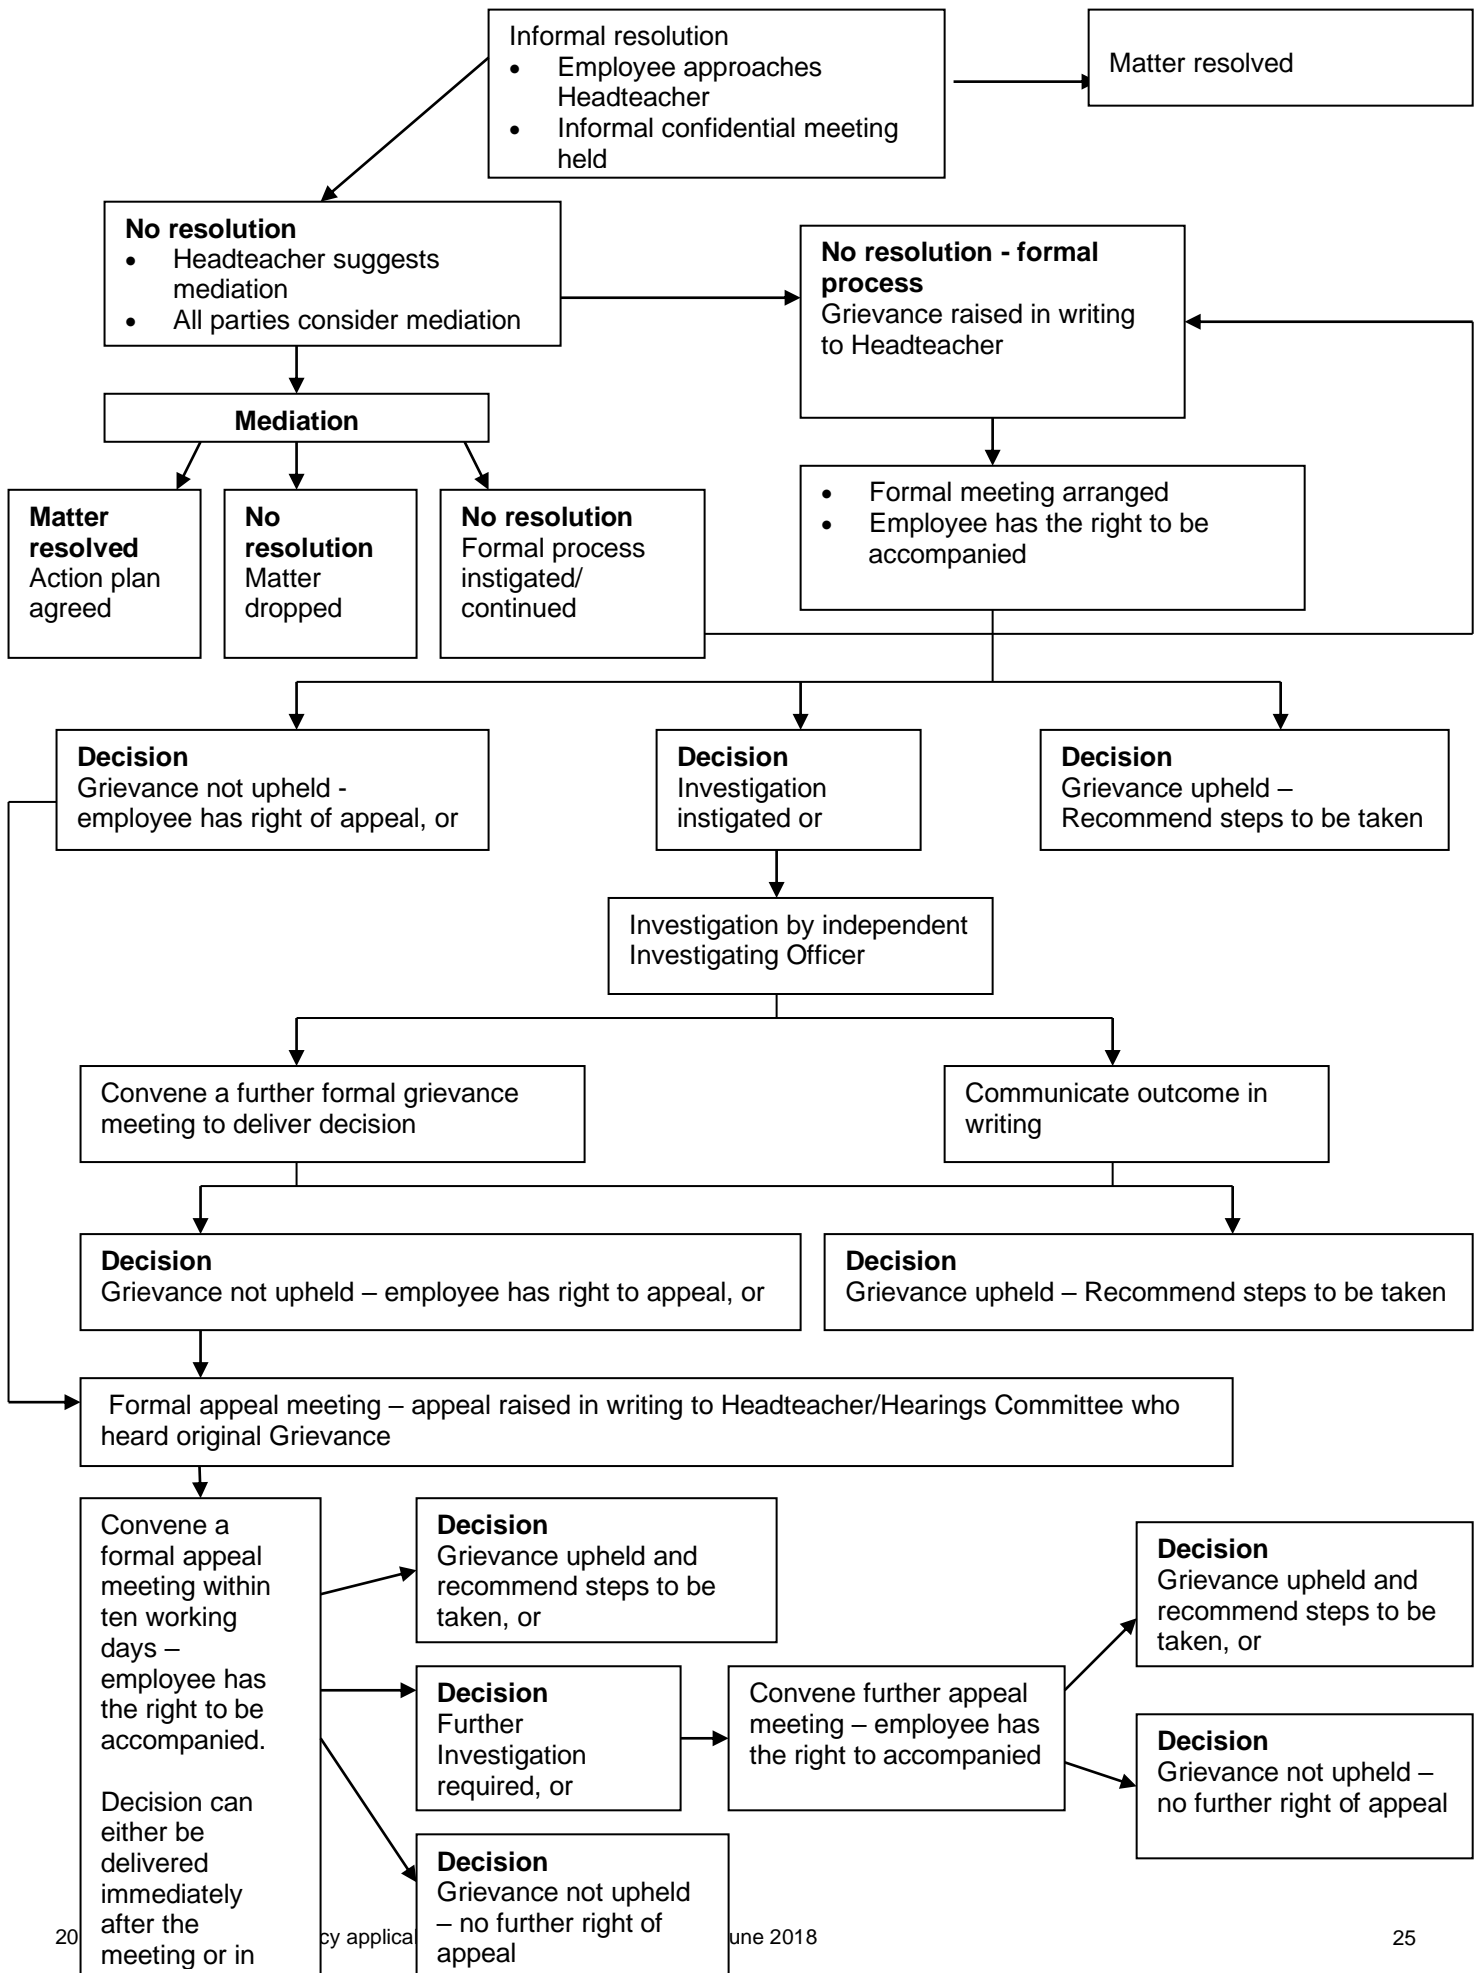 Informal resolution
• Employee approaches
Headteacher
• Informal confidential meeting
held
Matter resolved
No resolution
• Headteacher suggests
mediation
• All parties consider mediation
No resolution - formal
process
Grievance raised in writing
to Headteacher
Mediation
Matter
resolved
Action plan
agreed
No
resolution
Matter
dropped
No resolution
Formal process
instigated/
continued
• Formal meeting arranged
• Employee has the right to be
accompanied
Decision
Grievance not upheld -
employee has right of appeal, or
Decision
Investigation
instigated or
Decision
Grievance upheld –
Recommend steps to be taken
Investigation by independent
Investigating Officer
Convene a further formal grievance
meeting to deliver decision
Communicate outcome in
writing
Decision
Grievance not upheld – employee has right to appeal, or
Decision
Grievance upheld – Recommend steps to be taken
Formal appeal meeting – appeal raised in writing to Headteacher/Hearings Committee who
heard original Grievance
Convene a
formal appeal
meeting within
ten working
days –
employee has
the right to be
accompanied.
Decision can
either be
delivered
immediately
after the
meeting or in
Decision
Grievance upheld and
recommend steps to be
taken, or
Decision
Further
Investigation
required, or
Decision
Grievance not upheld
– no further right of
appeal
Convene further appeal
meeting – employee has
the right to accompanied
Decision
Grievance upheld and
recommend steps to be
taken, or
Decision
Grievance not upheld –
no further right of appeal
20 cy applica une 2018 25